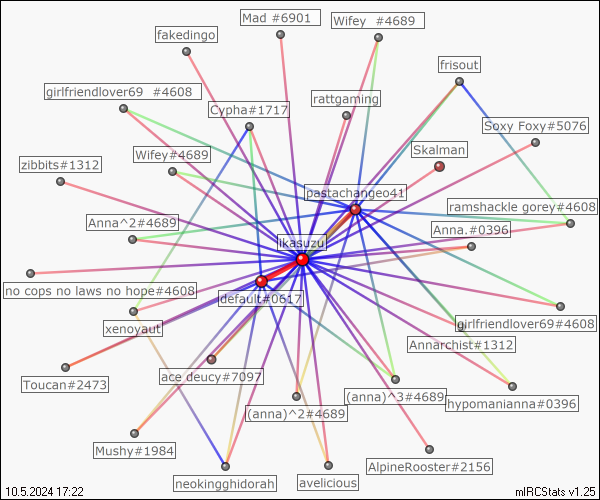 Mad #6901
Wifey  #4689
fakedingo
frisout
girlfriendlover69  #4608
rattgaming
Cypha#1717
Soxy Foxy#5076
Skalman
Wifey#4689
zibbits#1312
pastachangeo41
ramshackle gorey#4608
Anna^2#4689
Anna.#0396
ikasuzu
no cops no laws no hope#4608
default#0617
girlfriendlover69#4608
xenoyaut
Annarchist#1312
ace deucy#7097
Toucan#2473
(anna)^3#4689
hypomanianna#0396
(anna)^2#4689
Mushy#1984
AlpineRooster#2156
neokingghidorah
avelicious
10.5.2024 17:22
mIRCStats v1.25